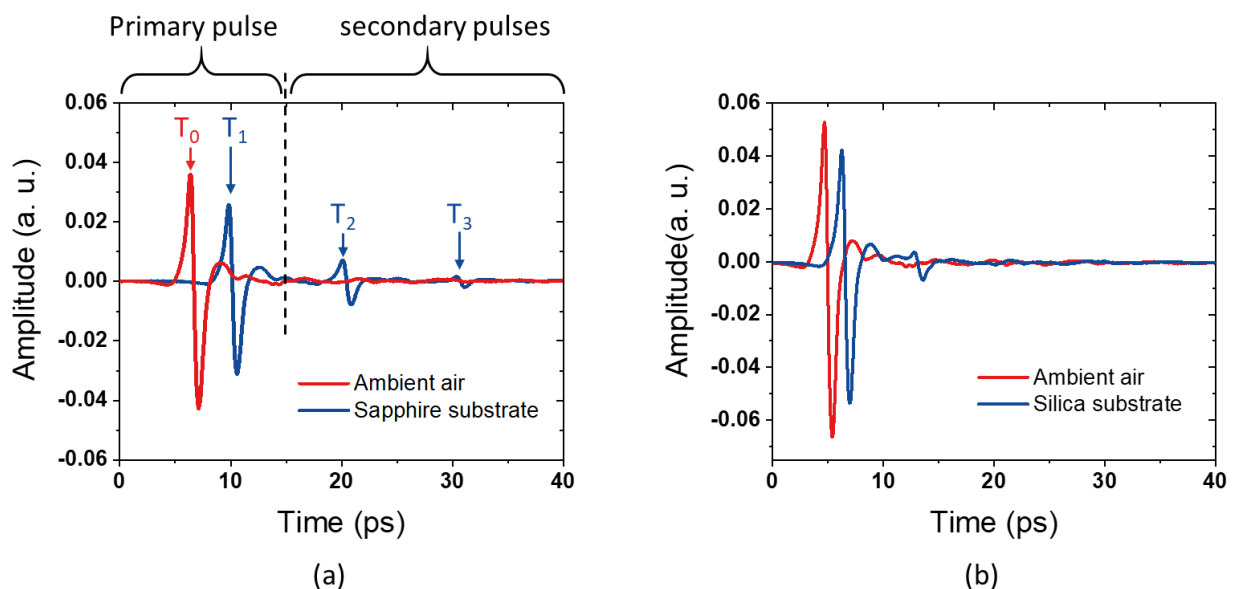 Primary pulse
secondary pulses
Amplitude (a. u.)
0.06
0.04
0.02
0.00
-0.02
-0.04
-0.06
T0
T1
T2
T3
Ambient air
Sapphire substrate
0 10 20 30 40
Time (ps)
(a)
Amplitude(a. u.)
0.06
0.04
0.02
0.00
-0.02
-0.04
-0.06
Ambient air
Silica substrate
0 10 20 30 40
Time (ps)
(b)